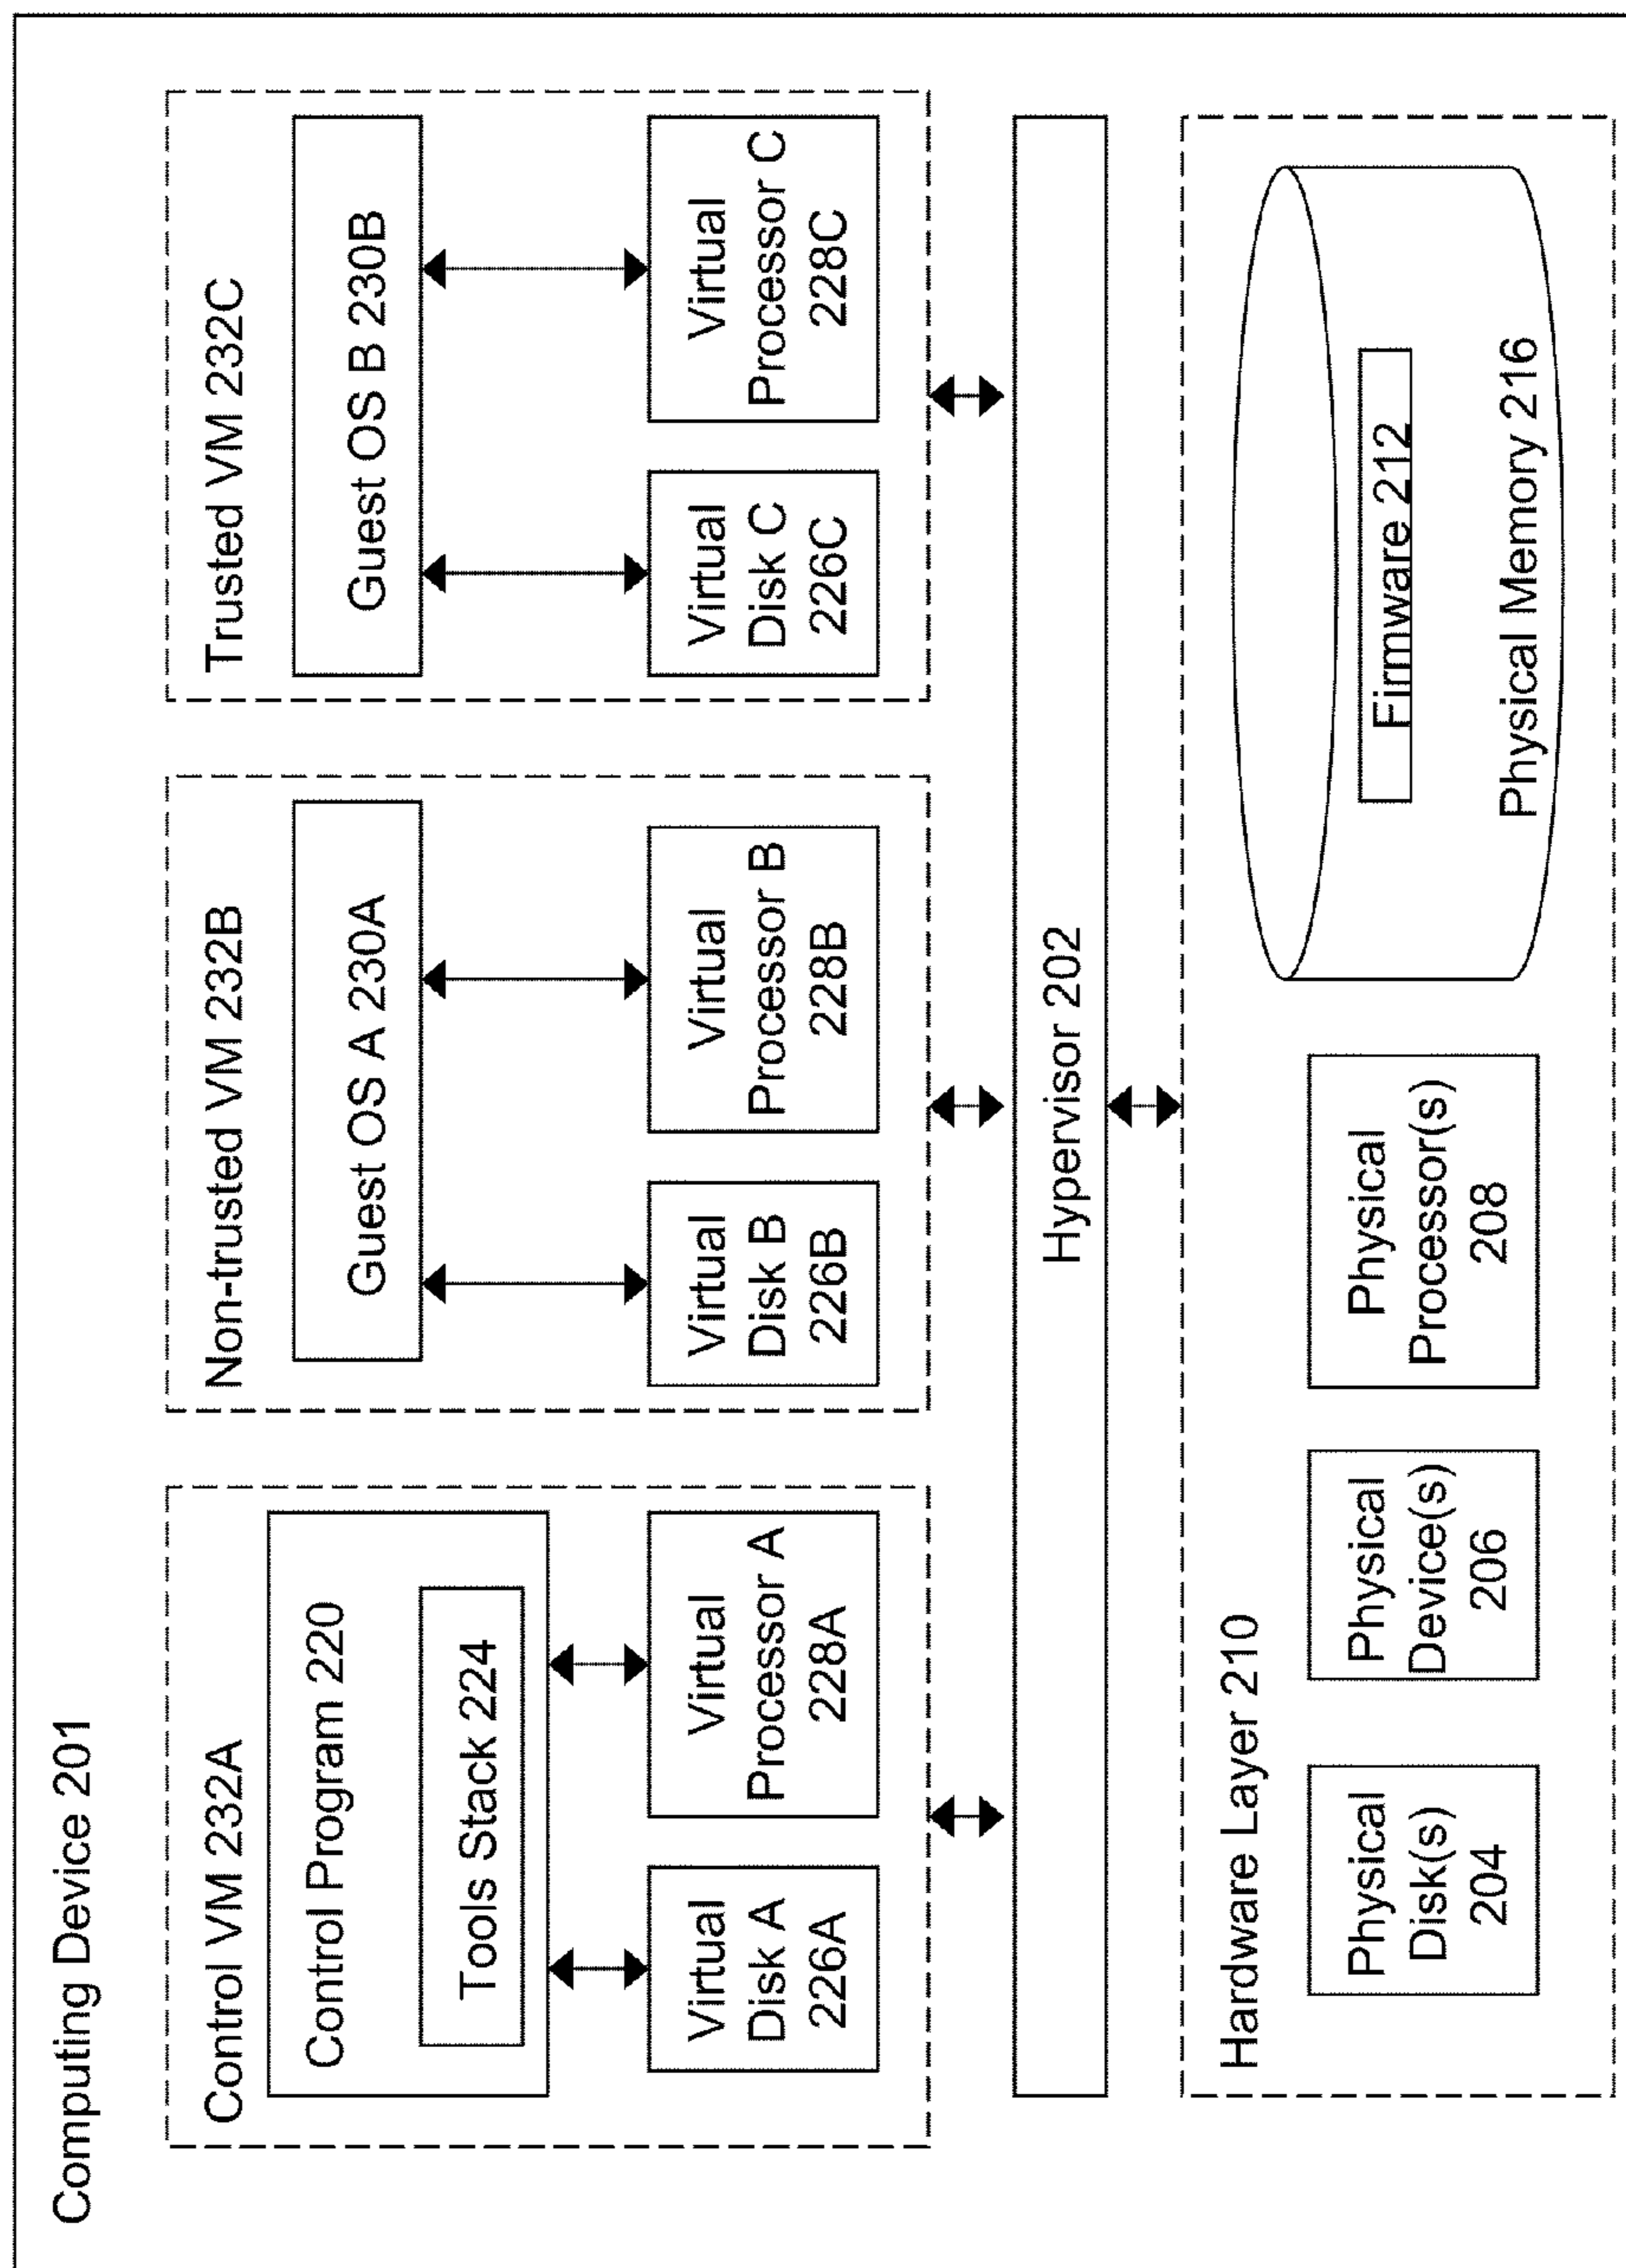 Computing Device 201
Control VM 232A
Control Program 220
Tools Stack 224
Virtual
Disk A
226A
Virtual
Processor A
228A
Non-trusted VM 232B
Guest OS A 230A
Virtual
Disk B
226B
Virtual
Processor B
228B
Trusted VM 232C
Guest OS B 230B
Virtual
Disk C
226C
Virtual
Processor C
228C
Hypervisor 202
Hardware Layer 210
Physical
Disk(s)
204
Physical
Device(s)
206
Physical
Processor(s)
208
Firmware 212
Physical Memory 216